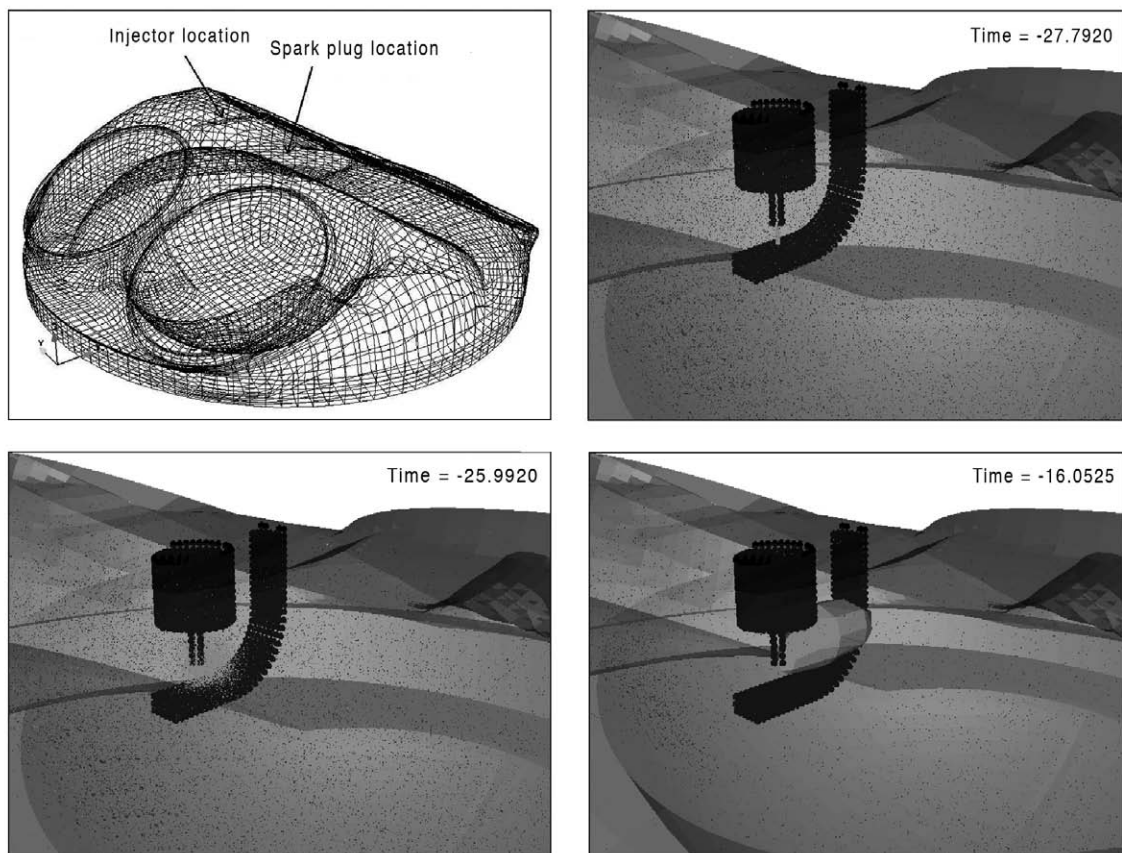 Injector location
Spark plug location
Y
Time = -27.7920
Time = -25.9920
Time = -16.0525